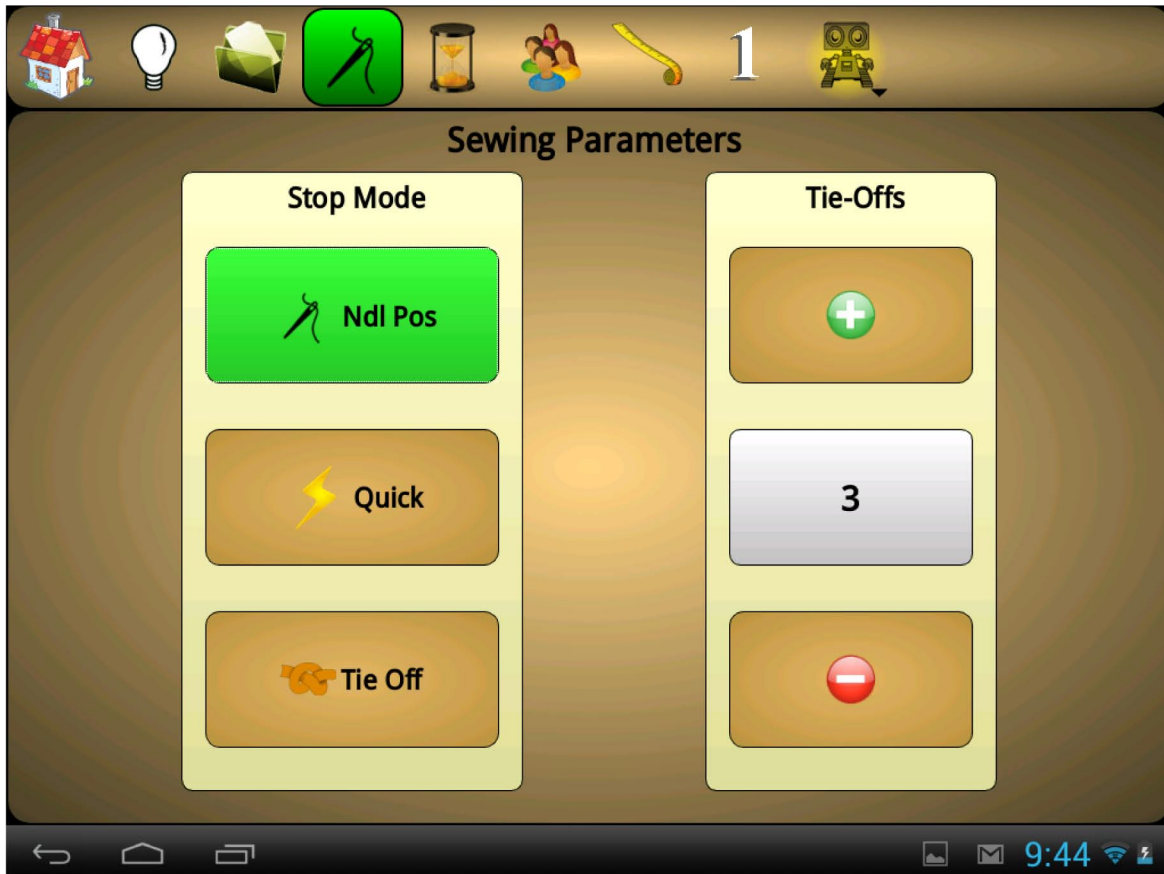 1
Sewing Parameters
Stop Mode
Tie-Offs
Ndl Pos
Quick
3
Tie Off
9:44